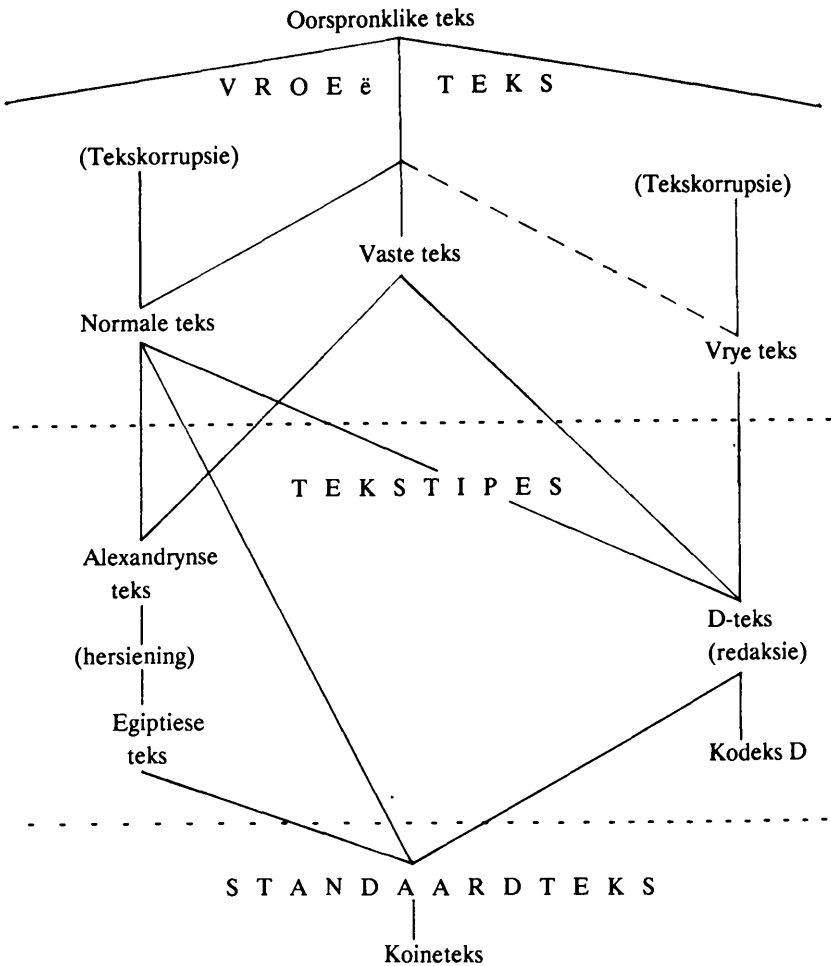 Oorspronklike teks
V R O E ë T E K S
(Tekskorrupsie)
(Tekskorrupsie)
Vaste teks
Normale teks
Vrye teks
T E K S T I P E S
Alexandrynse
teks
(hersiening)
Egiptiese
teks
D-teks
(redaksie)
Kodeks D
S T A N D A A R D T E K S
Koineteks